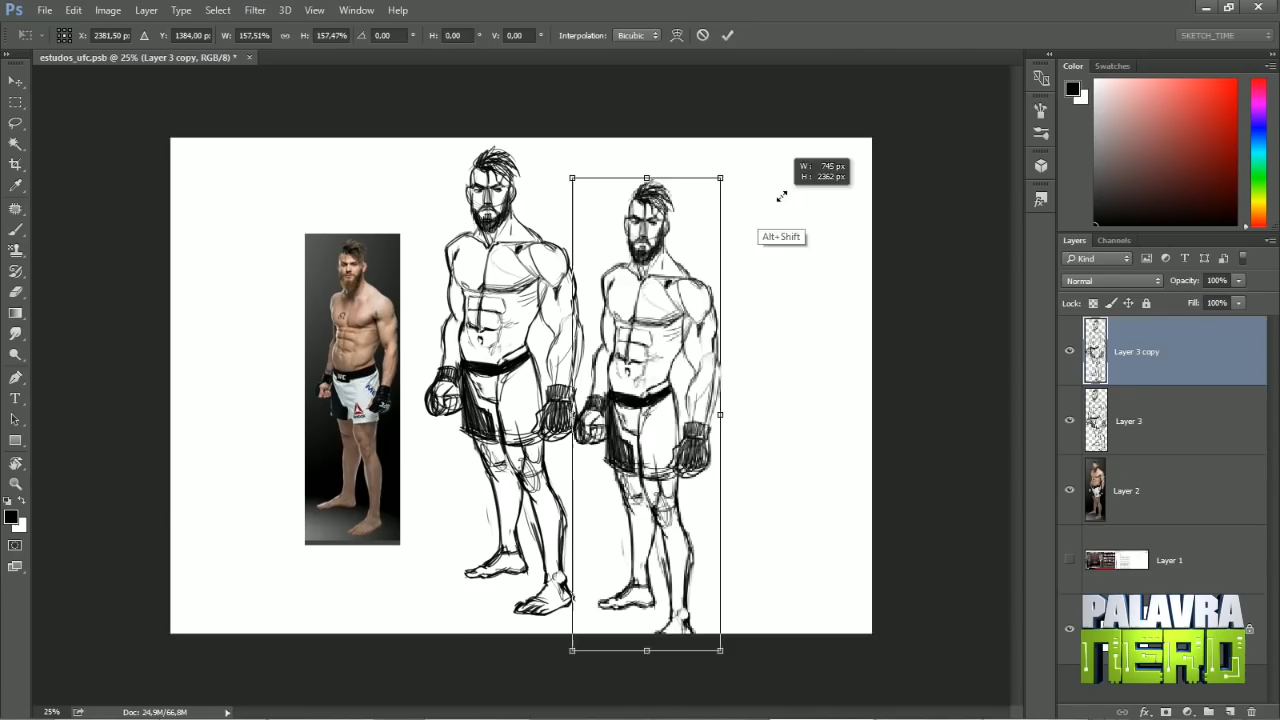 Ps File Edit Image Layer Type Select Filter 3D View Window Help
X: 2381,50 px Y: 1384,00 px W: 157,51% H: 157,47% 0,00 ° H: 0,00 ° V: 0,00 ° Interpolation: Bicubic SKETCH_TIME
estudos_ufc.psb @ 25% (Layer 3 copy, RGB/8) * ×
Color Swatches
W: 745 px
H: 2362 px
Alt+Shift
Layers Channels
Kind
Normal Opacity: 100%
Lock: Fill: 100%
Layer 3 copy
Layer 3
Layer 2
Layer 1
PALAVRA
NERD
25% Doc: 24,9M/66,8M